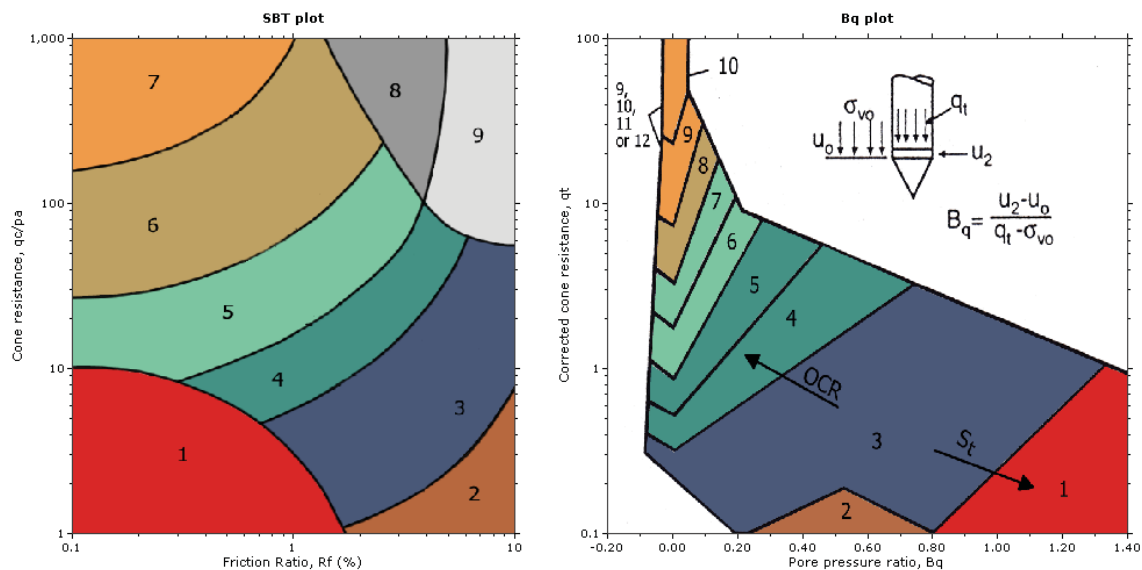 SBT plot
1,000
100
10
1
Cone resistance, qc/pa
7
8
9
6
5
4
3
1
2
0.1
1
10
Friction Ratio, Rf (%)
Bq plot
100
10
1
0.1
Corrected cone resistance, qt
10
9,
10,
11
or 12
9
8
7
6
5
4
3
2
1
OCR
St
σvo
qt
uo
u2
Bq = u2-uo
qt-σvo
-0.20
0.00
0.20
0.40
0.60
0.80
1.00
1.20
1.40
Pore pressure ratio, Bq